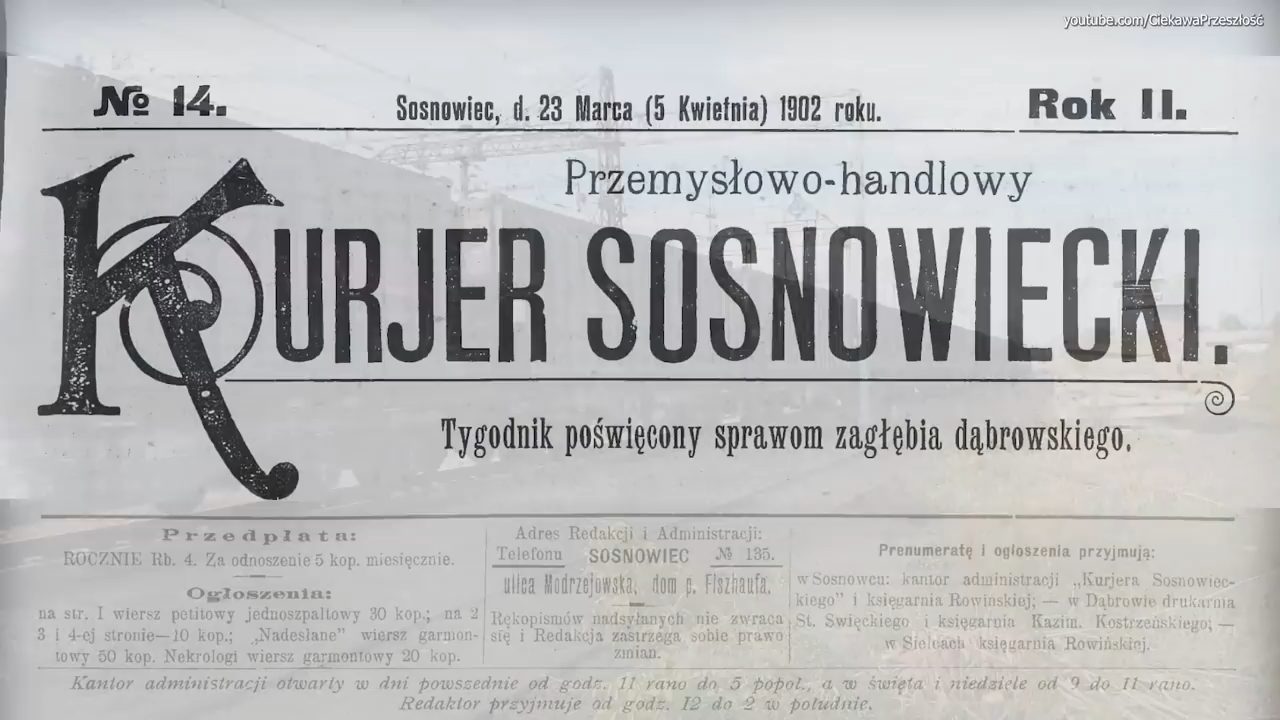 youtube.com/CiekawaPrzeszłość
№ 14.
Sosnowiec, d. 23 Marca (5 Kwietnia) 1902 roku.
Rok II.
Przemysłowo-handlowy
KURJER SOSNOWIECKI.
Tygodnik poświęcony sprawom zagłębia dąbrowskiego.
Przedpłata:
ROCZNIE Rb. 4. Za odnoszenie 5 kop. miesięcznie.
Ogłoszenia:
na str. I wiersz petitowy jednoszpaltowy 30 kop.; na 2
3 i 4-ej stronie—10 kop.; „Nadesłane" wiersz garmon-
towy 50 kop. Nekrologi wiersz garmontowy 20 kop.
Adres Redakcji i Administracji:
Telefonu SOSNOWIEC № 135.
ulica Modrzejowska, dom p. Fiszhaufa.
Rękopismów nadsyłanych nie zwraca
się i Redakcja zastrzega sobie prawo
zmian.
Prenumeratę i ogłoszenia przyjmują:
w Sosnowcu: kantor administracji „Kurjera Sosnowiec-
kiego" i księgarnia Rowińskiej; — w Dąbrowie drukarnia
St. Święckiego i księgarnia Kazim. Kostrzeńskiego; —
w Sielcach księgarnia Rowińskiej.
Kantor administracji otwarty w dni powszednie od godz. 11 rano do 5 popoł., a w święta i niedziele od 9 do 11 rano.
Redaktor przyjmuje od godz. 12 do 2 w południe.